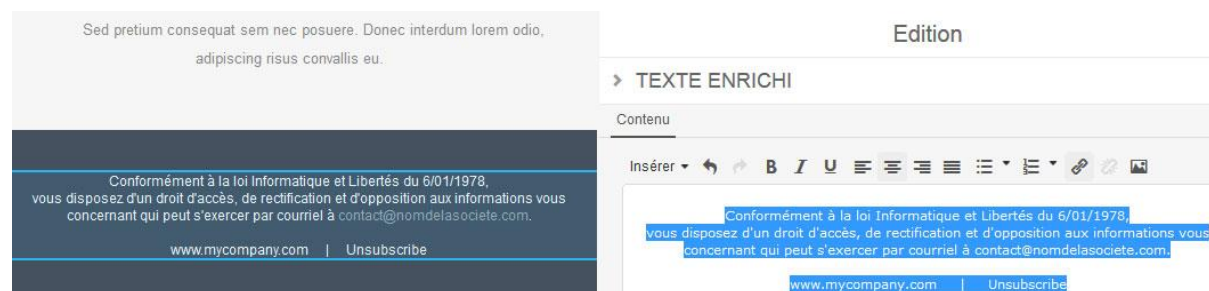 Sed pretium consequat sem nec posuere. Donec interdum lorem odio,
adipiscing risus convallis eu.
Conformément à la loi Informatique et Libertés du 6/01/1978,
vous disposez d'un droit d'accès, de rectification et d'opposition aux informations vous
concernant qui peut s'exercer par courriel à contact@nomdelasociete.com.
www.mycompany.com | Unsubscribe
Edition
TEXTE ENRICHI
Contenu
Insérer B I U
Conformément à la loi Informatique et Libertés du 6/01/1978,
vous disposez d'un droit d'accès, de rectification et d'opposition aux informations vous
concernant qui peut s'exercer par courriel à contact@nomdelasociete.com.
www.mycompany.com | Unsubscribe